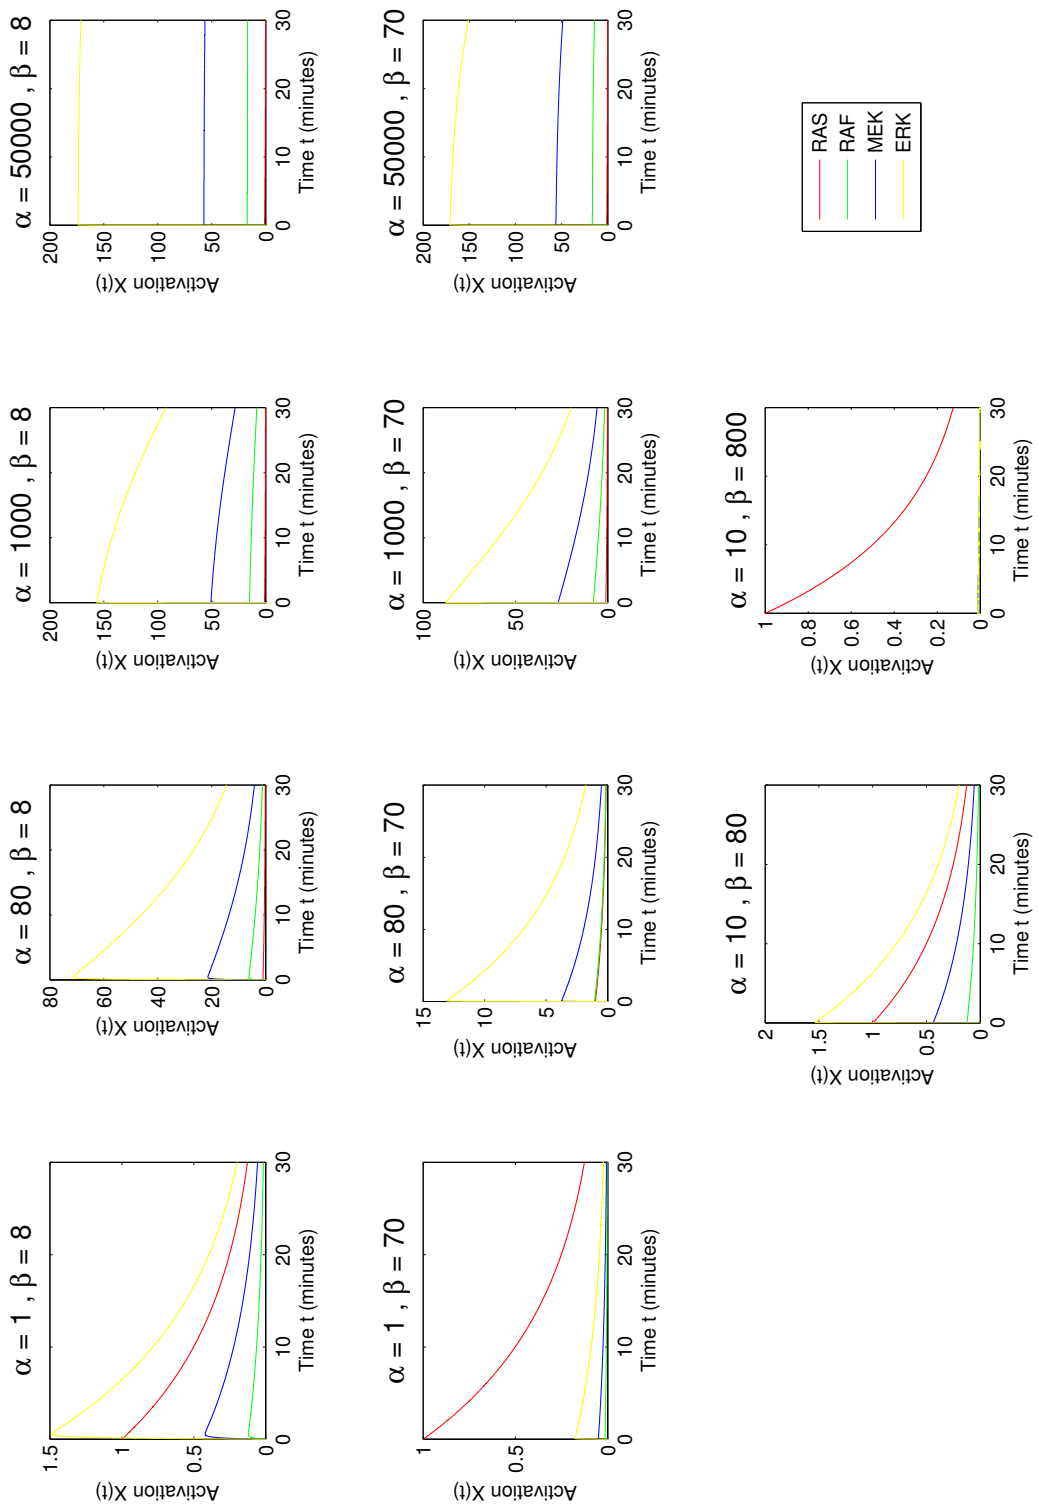 α = 1 , β = 8
1.5
1
0.5
0
Activation X(t)
0 10 20 30
Time t (minutes)
α = 80 , β = 8
80
60
40
20
0
Activation X(t)
0 10 20 30
Time t (minutes)
α = 1000 , β = 8
200
150
100
50
0
Activation X(t)
0 10 20 30
Time t (minutes)
α = 50000 , β = 8
200
150
100
50
0
Activation X(t)
0 10 20 30
Time t (minutes)
α = 1 , β = 70
1
0.5
0
Activation X(t)
0 10 20 30
Time t (minutes)
α = 80 , β = 70
15
10
5
0
Activation X(t)
0 10 20 30
Time t (minutes)
α = 1000 , β = 70
100
50
0
Activation X(t)
0 10 20 30
Time t (minutes)
α = 50000 , β = 70
200
150
100
50
0
Activation X(t)
0 10 20 30
Time t (minutes)
α = 10 , β = 80
2
1.5
1
0.5
0
Activation X(t)
0 10 20 30
Time t (minutes)
α = 10 , β = 800
1
0.8
0.6
0.4
0.2
0
Activation X(t)
0 10 20 30
Time t (minutes)
RAS
RAF
MEK
ERK